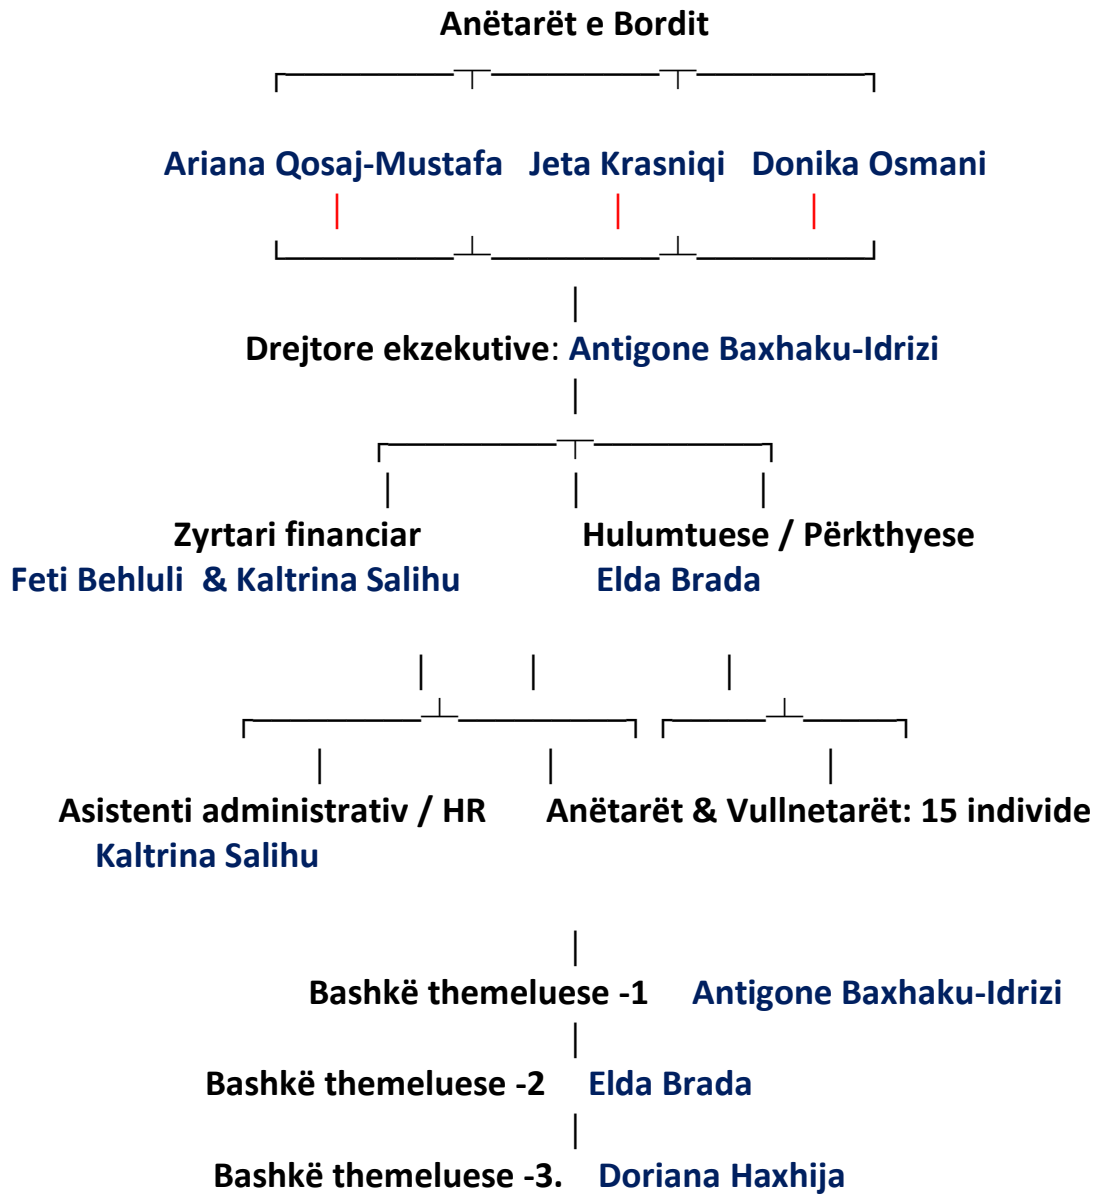 Anëtarët e Bordit
Ariana Qosaj-Mustafa Jeta Krasniqi Donika Osmani
Drejtore ekzekutive: Antigone Baxhaku-Idrizi
Zyrtari financiar Hulumtuese / Përkthyese
Feti Behluli & Kaltrina Salihu Elda Brada
Asistenti administrativ / HR Anëtarët & Vullnetarët: 15 individe
Kaltrina Salihu
Bashkë themeluese -1 Antigone Baxhaku-Idrizi
Bashkë themeluese -2 Elda Brada
Bashkë themeluese -3. Doriana Haxhija